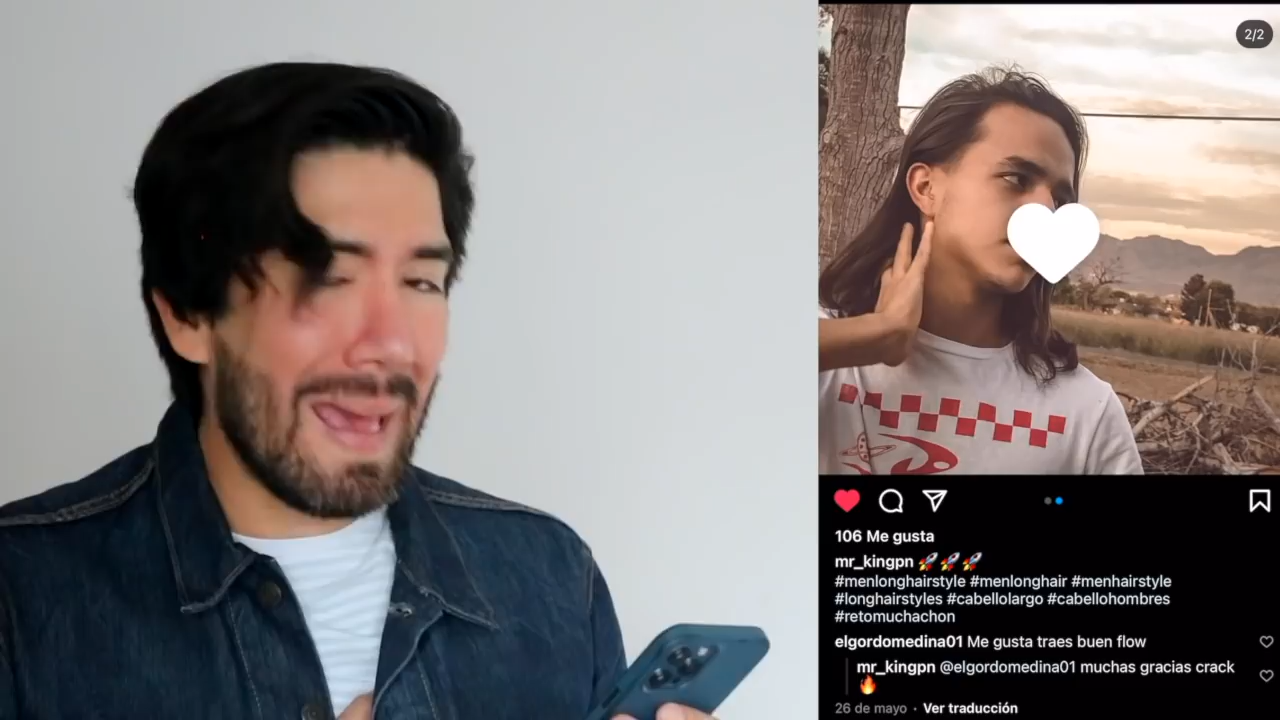 2/2
106 Me gusta
mr_kingpn 🚀🚀🚀
#menlonghairstyle #menlonghair #menhairstyle
#longhairstyles #cabellolargo #cabellohombres
#retomuchachon
elgordomedina01 Me gusta traes buen flow
mr_kingpn @elgordomedina01 muchas gracias crack
🔥
26 de mayo · Ver traducción